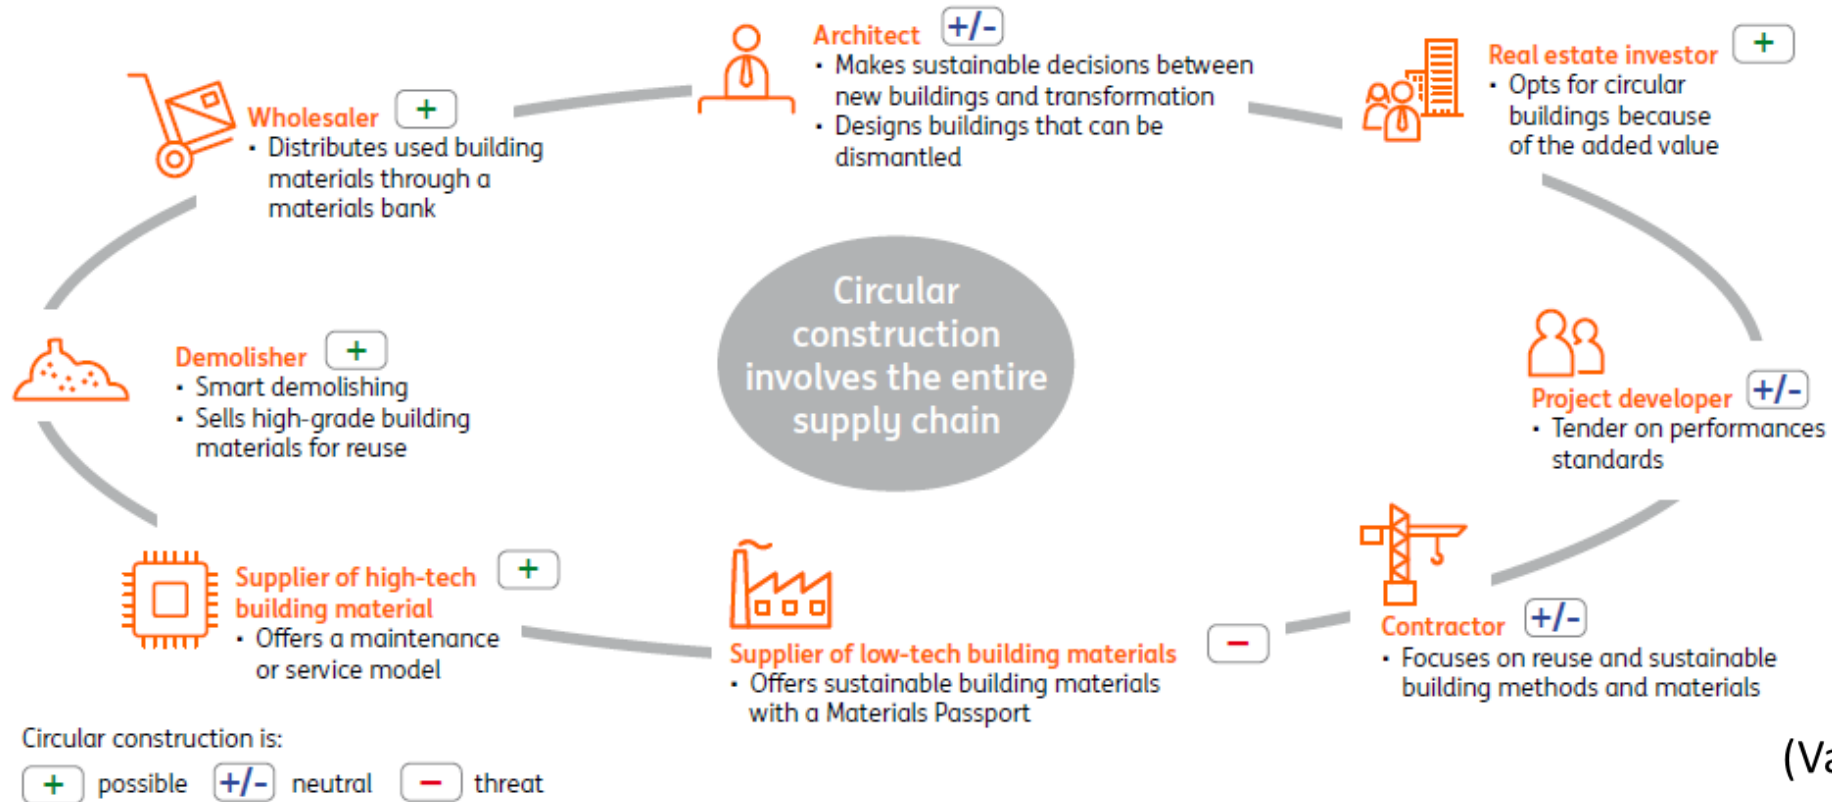 Architect +/-
• Makes sustainable decisions between
new buildings and transformation
• Designs buildings that can be
dismantled
Real estate investor +
• Opts for circular
buildings because
of the added value
Wholesaler +
• Distributes used building
materials through a
materials bank
Circular
construction
involves the entire
supply chain
Demolisher +
• Smart demolishing
• Sells high-grade building
materials for reuse
Project developer +/-
• Tender on performances
standards
Supplier of high-tech +
building material
• Offers a maintenance
or service model
Supplier of low-tech building materials −
• Offers sustainable building materials
with a Materials Passport
Contractor +/-
• Focuses on reuse and sustainable
building methods and materials
Circular construction is:
+ possible +/- neutral − threat